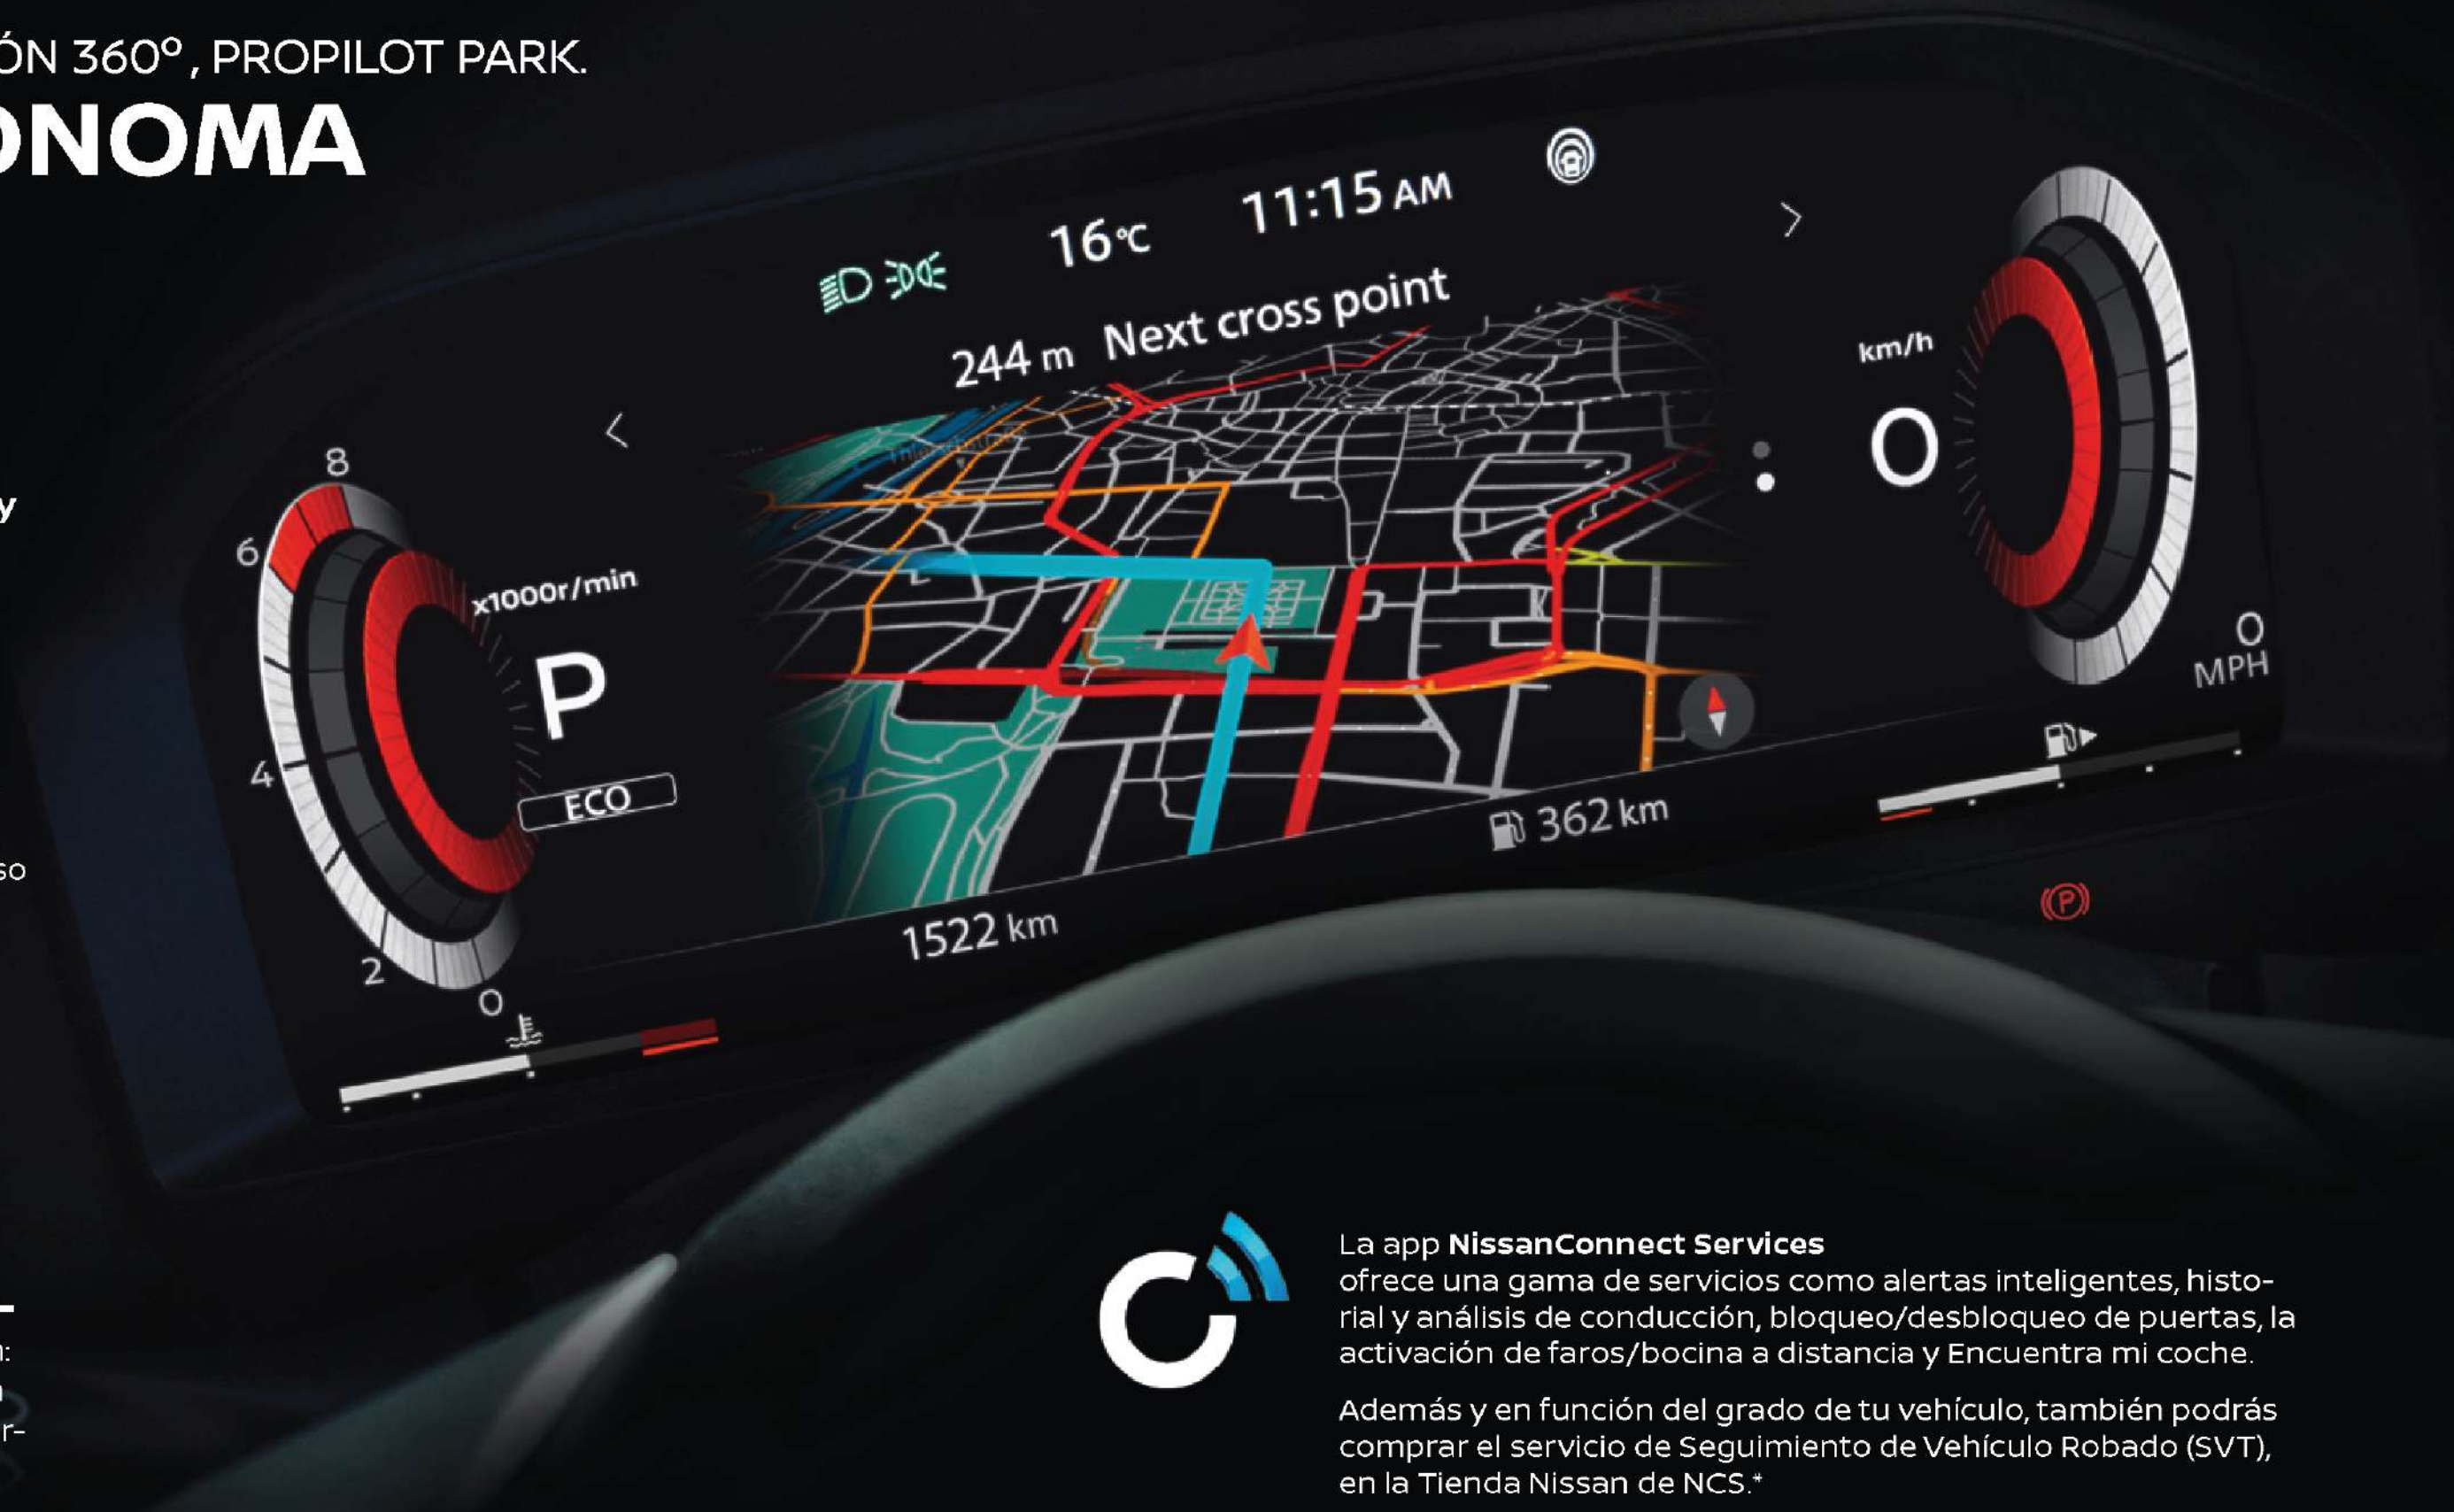 ÓN 360°, PROPILOT PARK.
ONOMA
y
so
r-
16°C
11:15 AM
244 m Next cross point
8
6
4
2
0
x1000r/min
P
ECO
km/h
0
0
MPH
362 km
1522 km
P
La app NissanConnect Services
ofrece una gama de servicios como alertas inteligentes, histo-
rial y análisis de conducción, bloqueo/desbloqueo de puertas, la
activación de faros/bocina a distancia y Encuentra mi coche.
Además y en función del grado de tu vehículo, también podrás
comprar el servicio de Seguimiento de Vehículo Robado (SVT),
en la Tienda Nissan de NCS.*